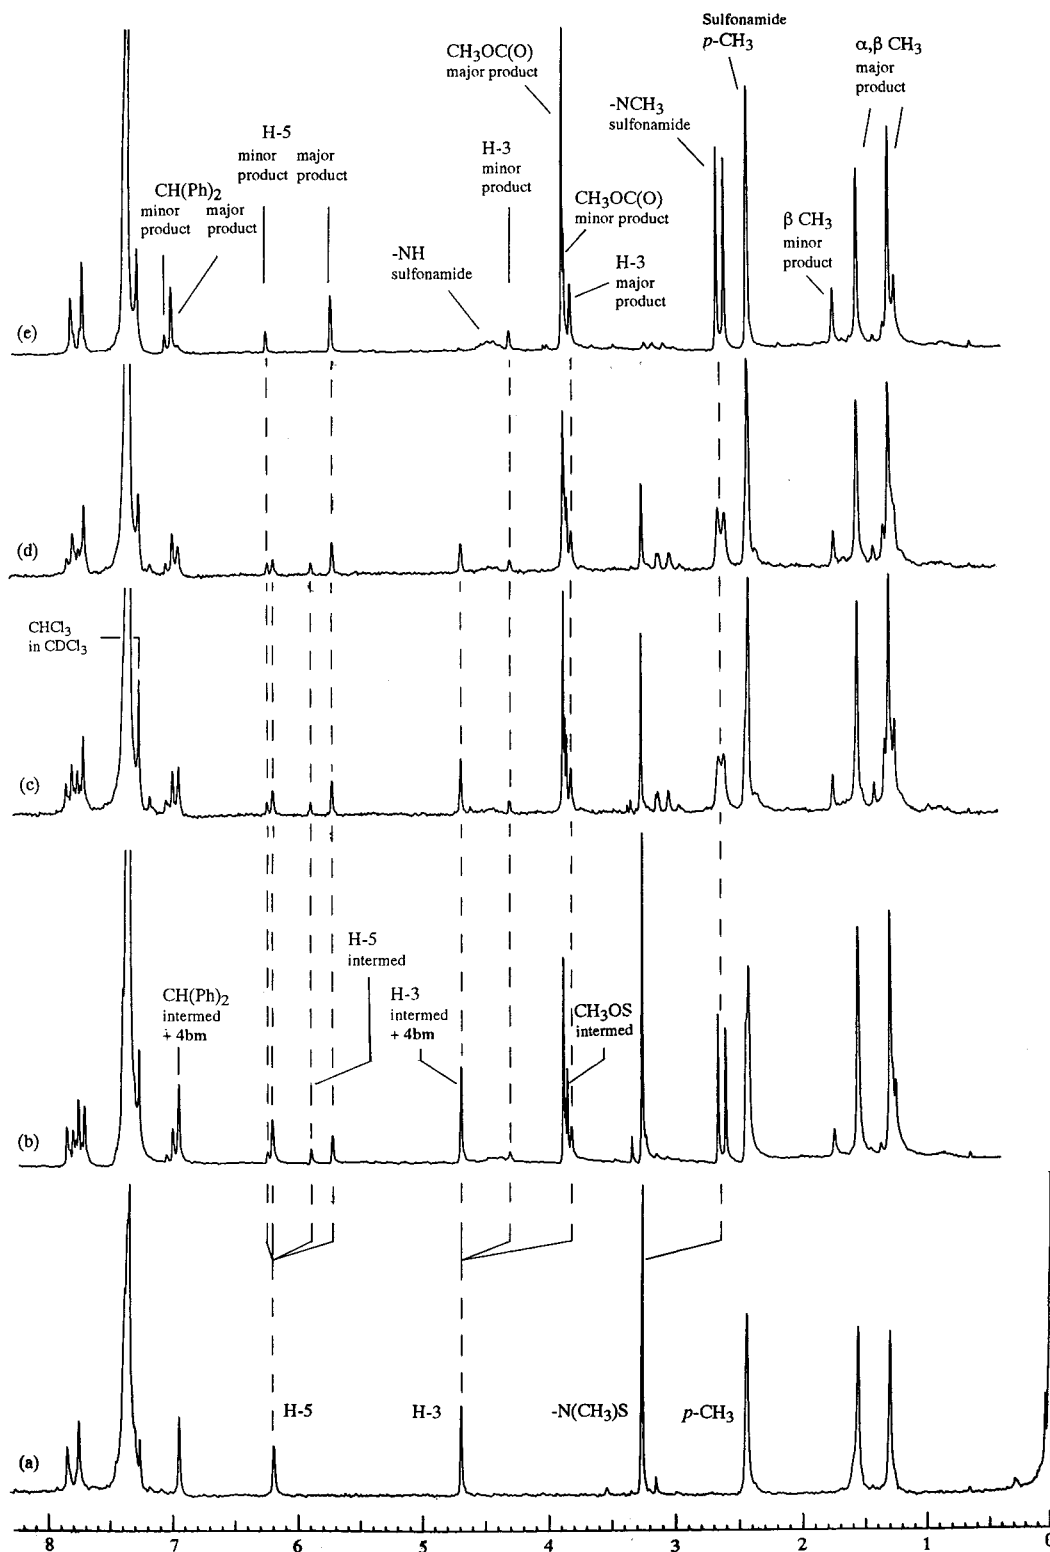 Sulfonamide
p-CH3
CH3OC(O)
major product
α,β CH3
major
product
-NCH3
sulfonamide
H-5
minor major
product product
H-3
minor
product
CH(Ph)2
minor major
product product
CH3OC(O)
minor product
β CH3
minor
product
-NH
sulfonamide
H-3
major
product
(e)
(d)
CHCl3
in CDCl3
(c)
H-5
intermed
CH(Ph)2
intermed
+ 4bm
H-3
intermed
+ 4bm
CH3OS
intermed
(b)
H-5
H-3
-N(CH3)S
p-CH3
(a)
8 7 6 5 4 3 2 1 0